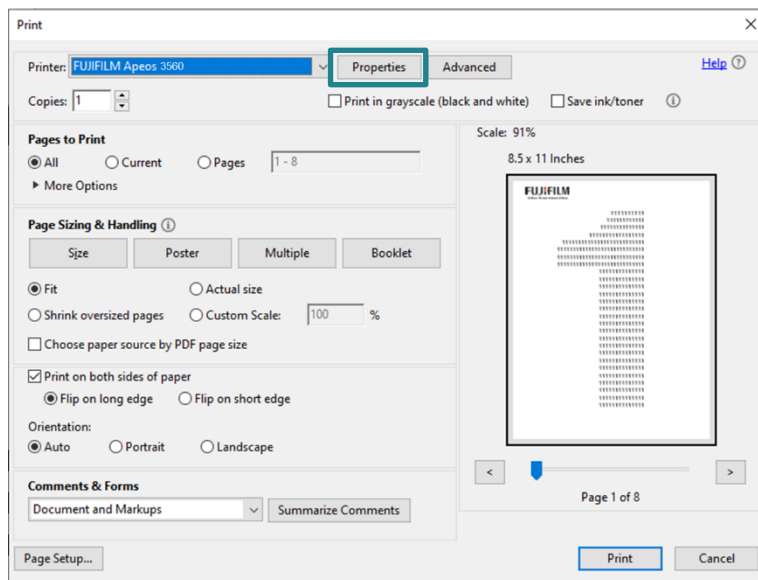 Print
Printer: FUJIFILM Apeos 3560 Properties Advanced Help
Copies: 1 Print in grayscale (black and white) Save ink/toner
Pages to Print
All Current Pages 1 - 8
More Options
Page Sizing & Handling
Size Poster Multiple Booklet
Fit Actual size
Shrink oversized pages Custom Scale: 100 %
Choose paper source by PDF page size
Print on both sides of paper
Flip on long edge Flip on short edge
Orientation:
Auto Portrait Landscape
Comments & Forms
Document and Markups Summarize Comments
Scale: 91%
8.5 x 11 Inches
FUJIFILM
< >
Page 1 of 8
Page Setup... Print Cancel